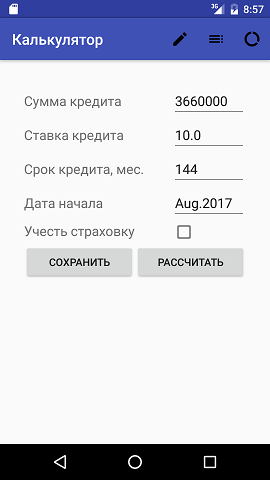 3G 8:57
Калькулятор
Сумма кредита 3660000
Ставка кредита 10.0
Срок кредита, мес. 144
Дата начала Aug.2017
Учесть страховку
СОХРАНИТЬ РАССЧИТАТЬ